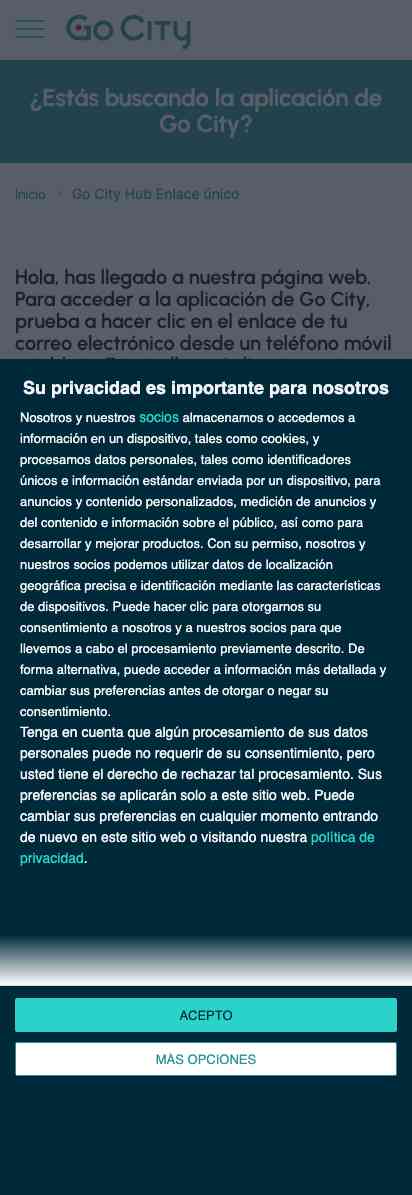 Go City
¿Estás buscando la aplicación de
Go City?
Inicio > Go City Hub Enlace único
Hola, has llegado a nuestra página web.
Para acceder a la aplicación de Go City,
prueba a hacer clic en el enlace de tu
correo electrónico desde un teléfono móvil
Su privacidad es importante para nosotros
Nosotros y nuestros socios almacenamos o accedemos a
información en un dispositivo, tales como cookies, y
procesamos datos personales, tales como identificadores
únicos e información estándar enviada por un dispositivo, para
anuncios y contenido personalizados, medición de anuncios y
del contenido e información sobre el público, así como para
desarrollar y mejorar productos. Con su permiso, nosotros y
nuestros socios podemos utilizar datos de localización
geográfica precisa e identificación mediante las características
de dispositivos. Puede hacer clic para otorgarnos su
consentimiento a nosotros y a nuestros socios para que
llevemos a cabo el procesamiento previamente descrito. De
forma alternativa, puede acceder a información más detallada y
cambiar sus preferencias antes de otorgar o negar su
consentimiento.
Tenga en cuenta que algún procesamiento de sus datos
personales puede no requerir de su consentimiento, pero
usted tiene el derecho de rechazar tal procesamiento. Sus
preferencias se aplicarán solo a este sitio web. Puede
cambiar sus preferencias en cualquier momento entrando
de nuevo en este sitio web o visitando nuestra política de
privacidad.
ACEPTO
MÁS OPCIONES